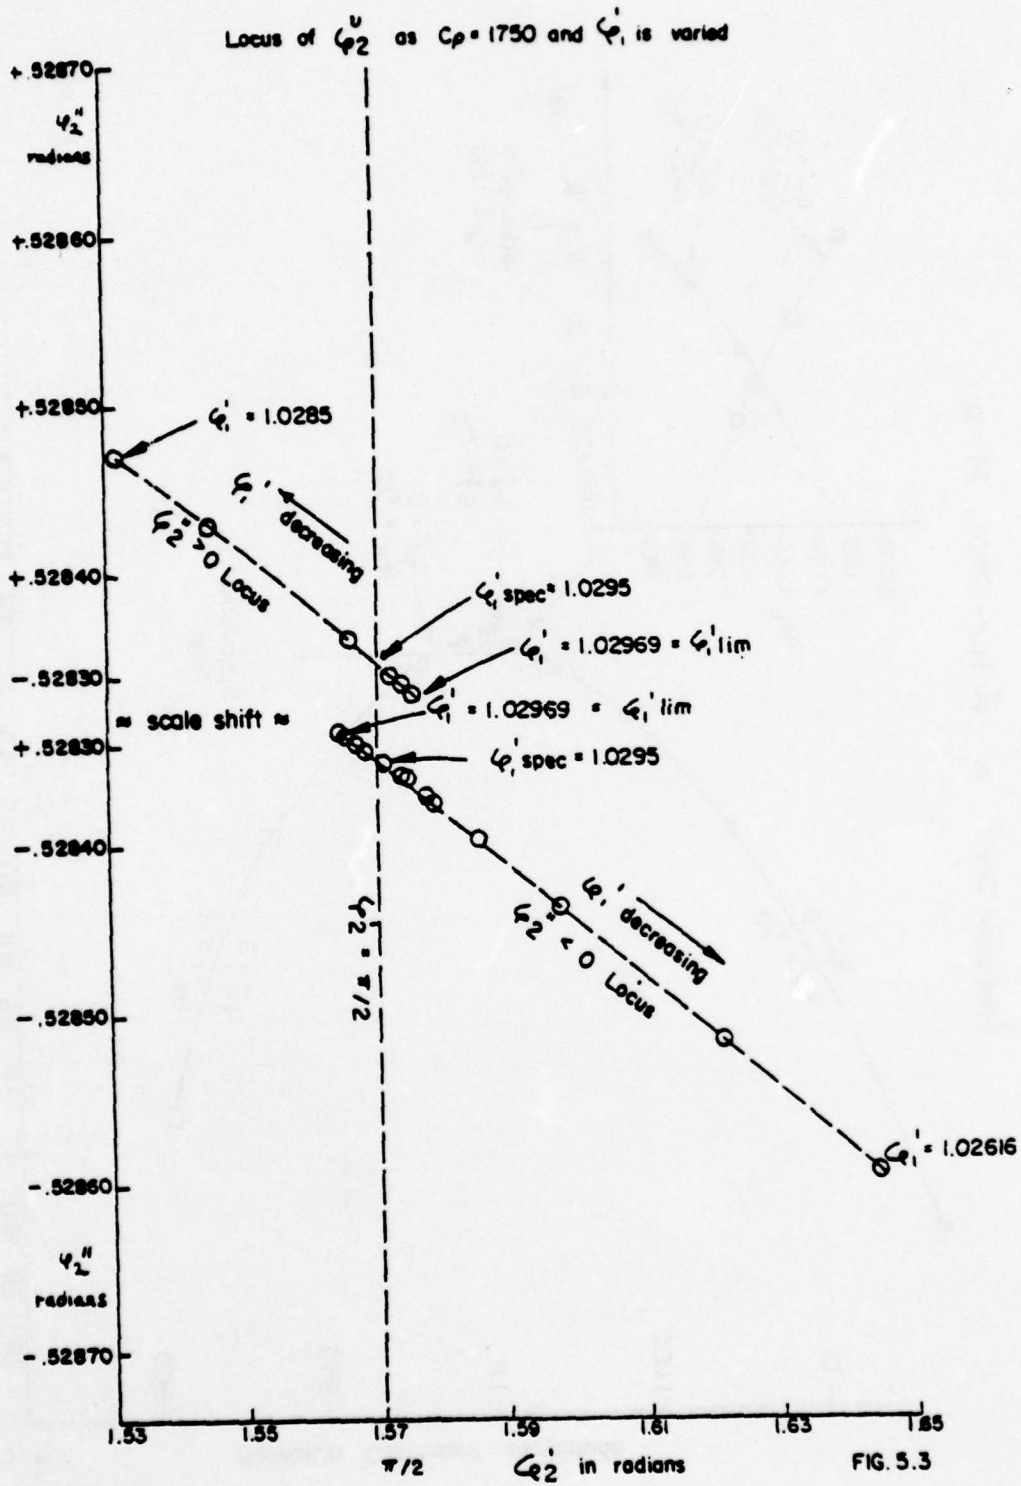 Locus of φ₂ᵁ as Cρ = 1750 and φ₁' is varied
+.52870
φ₂"
radians
+.52860
+.52850
φ₁' = 1.0285
φ₁' decreasing
φ₂" >0 Locus
+.52840
φ₁' spec = 1.0295
φ₁' = 1.02969 = φ₁' lim
-.52830
φ₁' = 1.02969 = φ₁' lim
≈ scale shift ≈
+.52830
φ₁' spec = 1.0295
-.52840
φ₁' decreasing
φ₂" < 0 Locus
φ₂' = π/2
-.52850
φ₁' = 1.02616
-.52860
φ₂"
radians
-.52870
1.53 1.55 1.57 1.59 1.61 1.63 1.65
π/2 φ₂' in radians FIG. 5.3